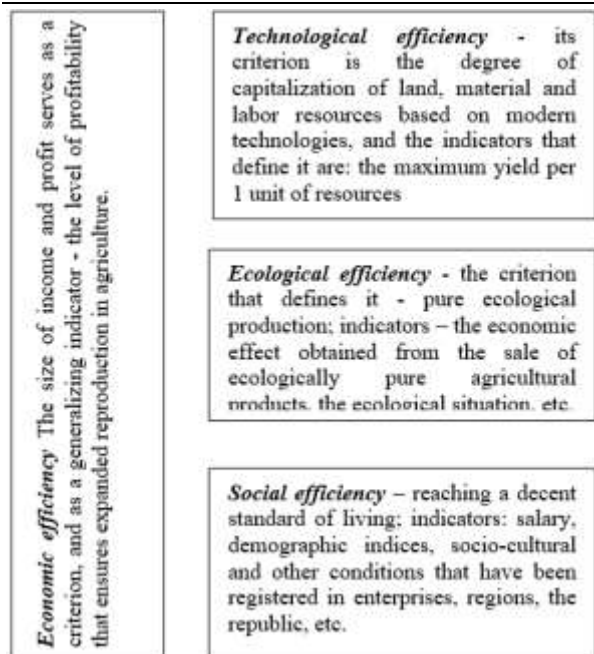 Economic efficiency The size of income and profit serves as a
criterion, and as a generalizing indicator - the level of profitability
that ensures expanded reproduction in agriculture.
Technological efficiency - its
criterion is the degree of
capitalization of land, material and
labor resources based on modern
technologies, and the indicators that
define it are: the maximum yield per
1 unit of resources
Ecological efficiency - the criterion
that defines it - pure ecological
production; indicators – the economic
effect obtained from the sale of
ecologically pure agricultural
products, the ecological situation, etc.
Social efficiency – reaching a decent
standard of living; indicators: salary,
demographic indices, socio-cultural
and other conditions that have been
registered in enterprises, regions, the
republic, etc.